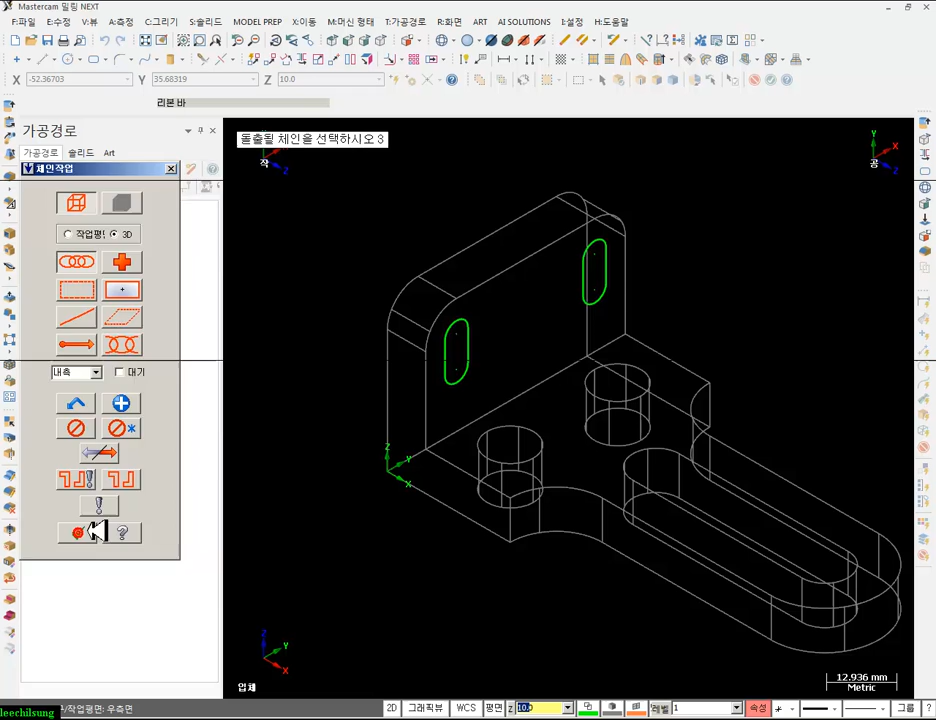 Mastercam 밀링 NEXT
F:파일 E:수정 V:뷰 A:측정 C:그리기 S:솔리드 MODEL PREP X:이동 M:머신 형태 T:가공경로 R:화면 ART AI SOLUTIONS I:설정 H:도움말
X -52.36703 Y 35.68319 Z 10.0
리본 바
가공경로
가공경로 솔리드 Art
체인작업
작업평면 3D
내측 대기
돌출될 체인을 선택하시오 3
작
Z
Y
X
공
Z
Z
Y
X
Z
Y
X
입체
12.936 mm
Metric
leechilsung
/작업평면: 우측면
2D 그래픽뷰 WCS 평면 Z 10.0 레벨 1 속성 그룹 ?